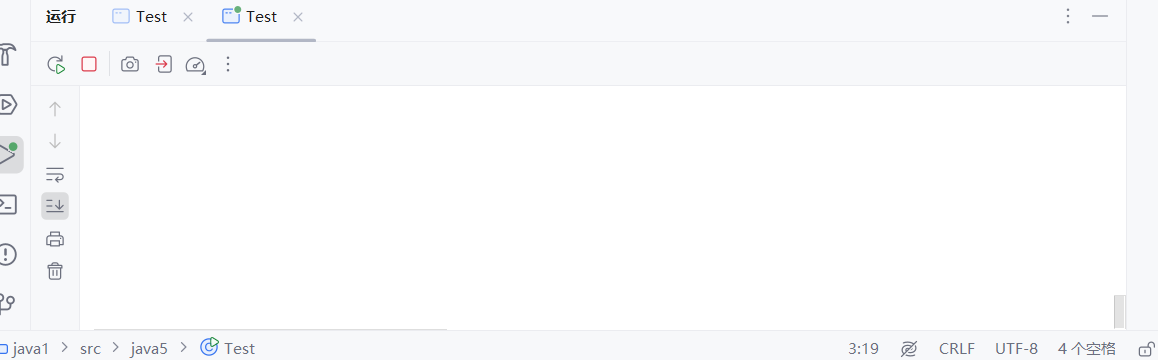 运行 Test Test
java1 src java5 Test 3:19 CRLF UTF-8 4 个空格